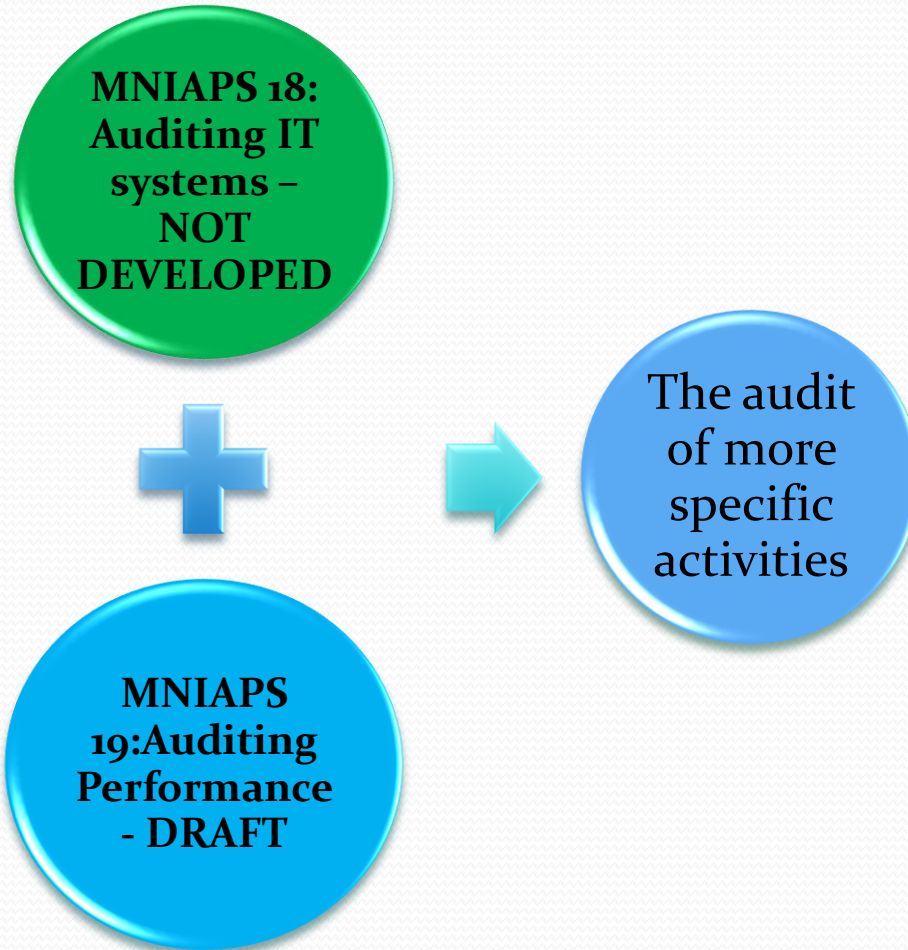 MNIAPS 18:
Auditing IT
systems –
NOT
DEVELOPED
MNIAPS
19:Auditing
Performance
- DRAFT
The audit
of more
specific
activities